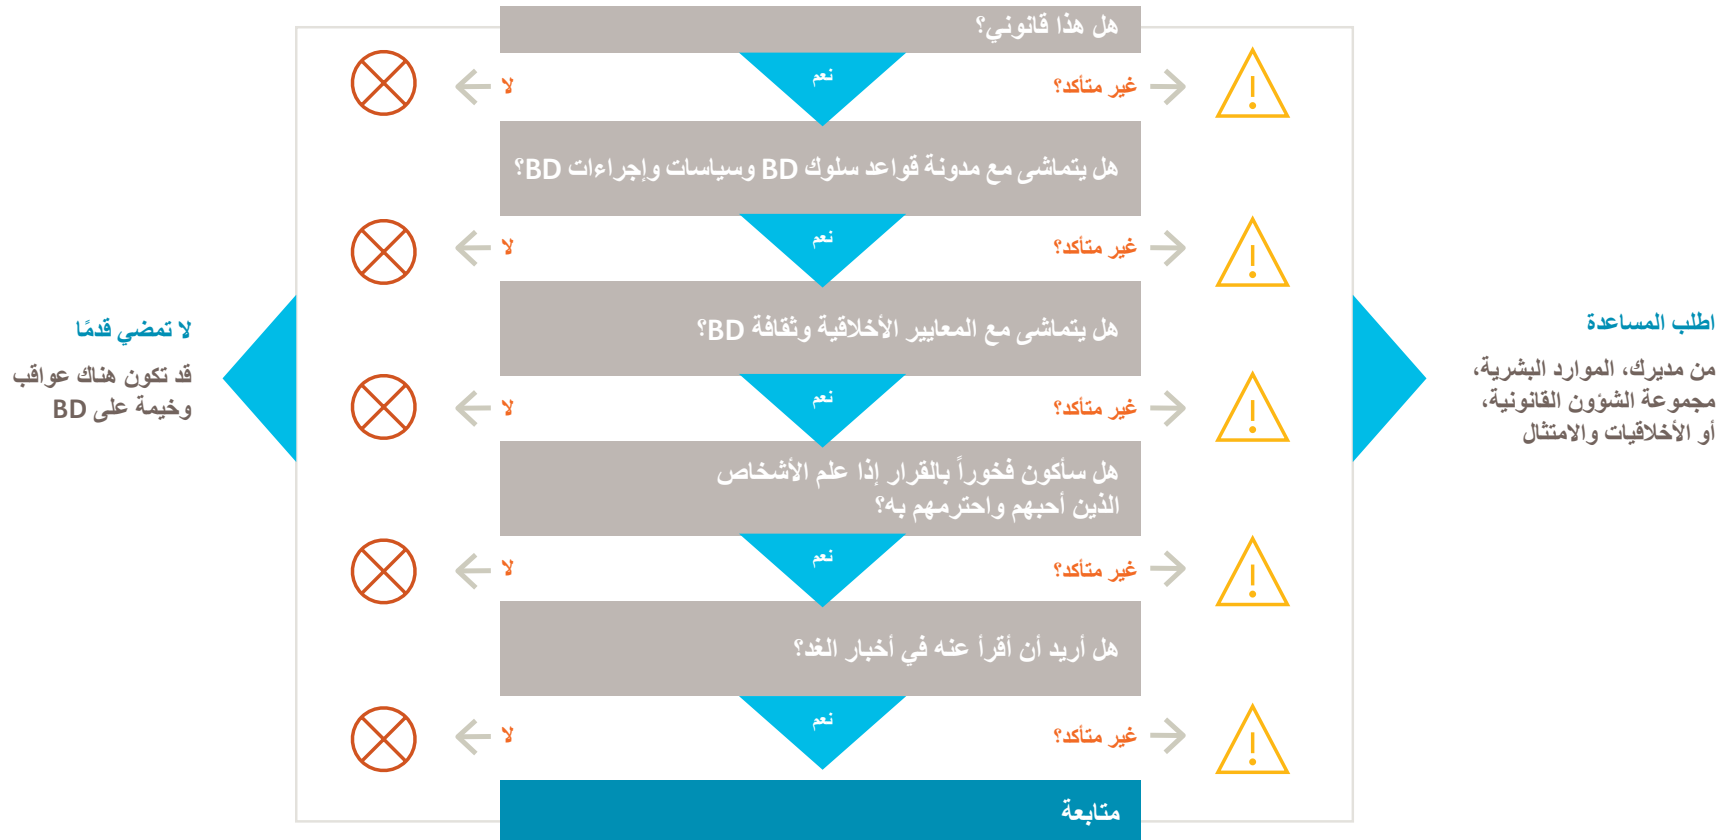 هل هذا قانوني؟
غير متأكد؟
نعم
لا
هل يتماشى مع مدونة قواعد سلوك BD وسياسات وإجراءات BD؟
غير متأكد؟
نعم
لا
هل يتماشى مع المعايير الأخلاقية وثقافة BD؟
غير متأكد؟
نعم
لا
هل سأكون فخوراً بالقرار إذا علم الأشخاص
الذين أحبهم واحترمهم به؟
غير متأكد؟
نعم
لا
هل أريد أن أقرأ عنه في أخبار الغد؟
غير متأكد؟
نعم
لا
متابعة
اطلب المساعدة
من مديرك، الموارد البشرية،
مجموعة الشؤون القانونية،
أو الأخلاقيات والامتثال
لا تمضي قدمًا
قد تكون هناك عواقب
وخيمة على BD